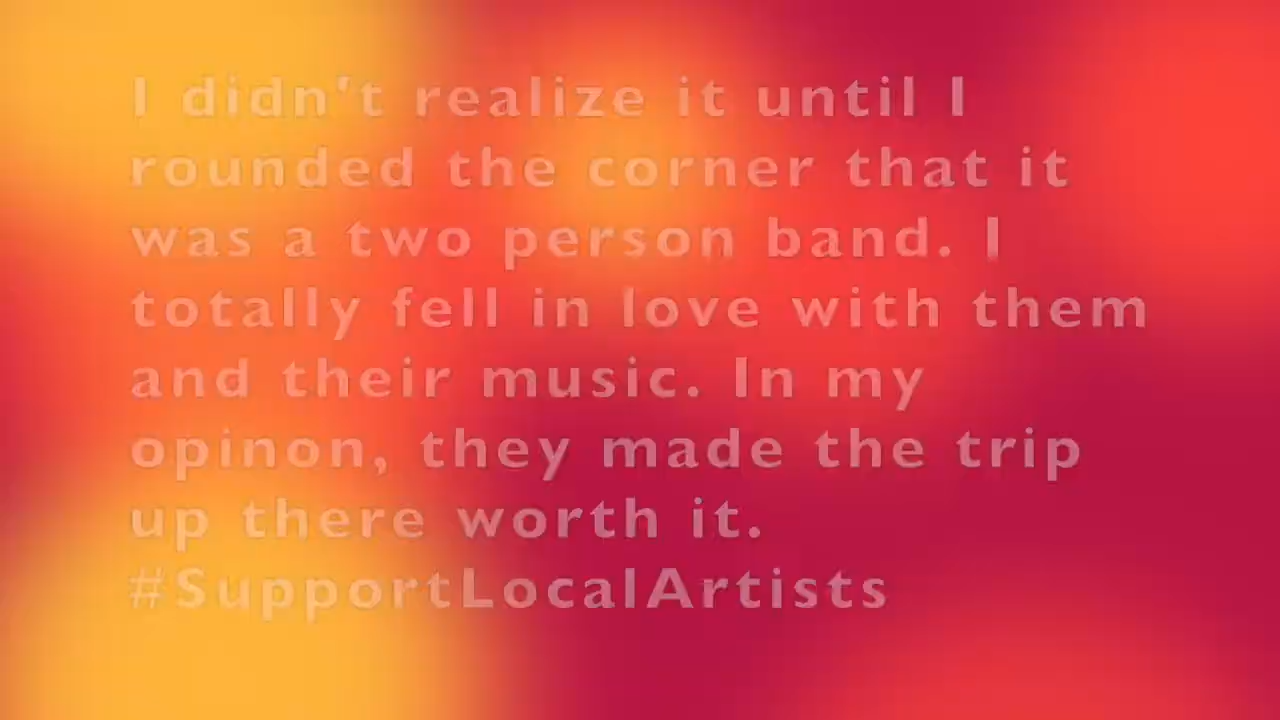 I didn't realize it until I
rounded the corner that it
was a two person band. I
totally fell in love with them
and their music. In my
opinon, they made the trip
up there worth it.
#SupportLocalArtists